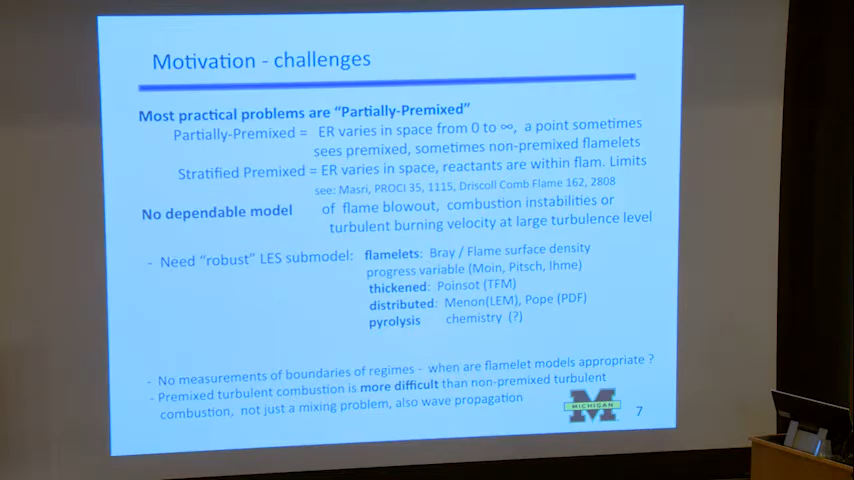 Motivation - challenges
Most practical problems are "Partially-Premixed"
Partially-Premixed = ER varies in space from 0 to ∞, a point sometimes
sees premixed, sometimes non-premixed flamelets
Stratified Premixed = ER varies in space, reactants are within flam. Limits
see: Masri, PROCI 35, 1115, Driscoll Comb Flame 162, 2808
No dependable model of flame blowout, combustion instabilities or
turbulent burning velocity at large turbulence level
- Need "robust" LES submodel: flamelets: Bray / Flame surface density
progress variable (Moin, Pitsch, Ihme)
thickened: Poinsot (TFM)
distributed: Menon(LEM), Pope (PDF)
pyrolysis chemistry (?)
- No measurements of boundaries of regimes - when are flamelet models appropriate ?
- Premixed turbulent combustion is more difficult than non-premixed turbulent
combustion, not just a mixing problem, also wave propagation
MICHIGAN
7